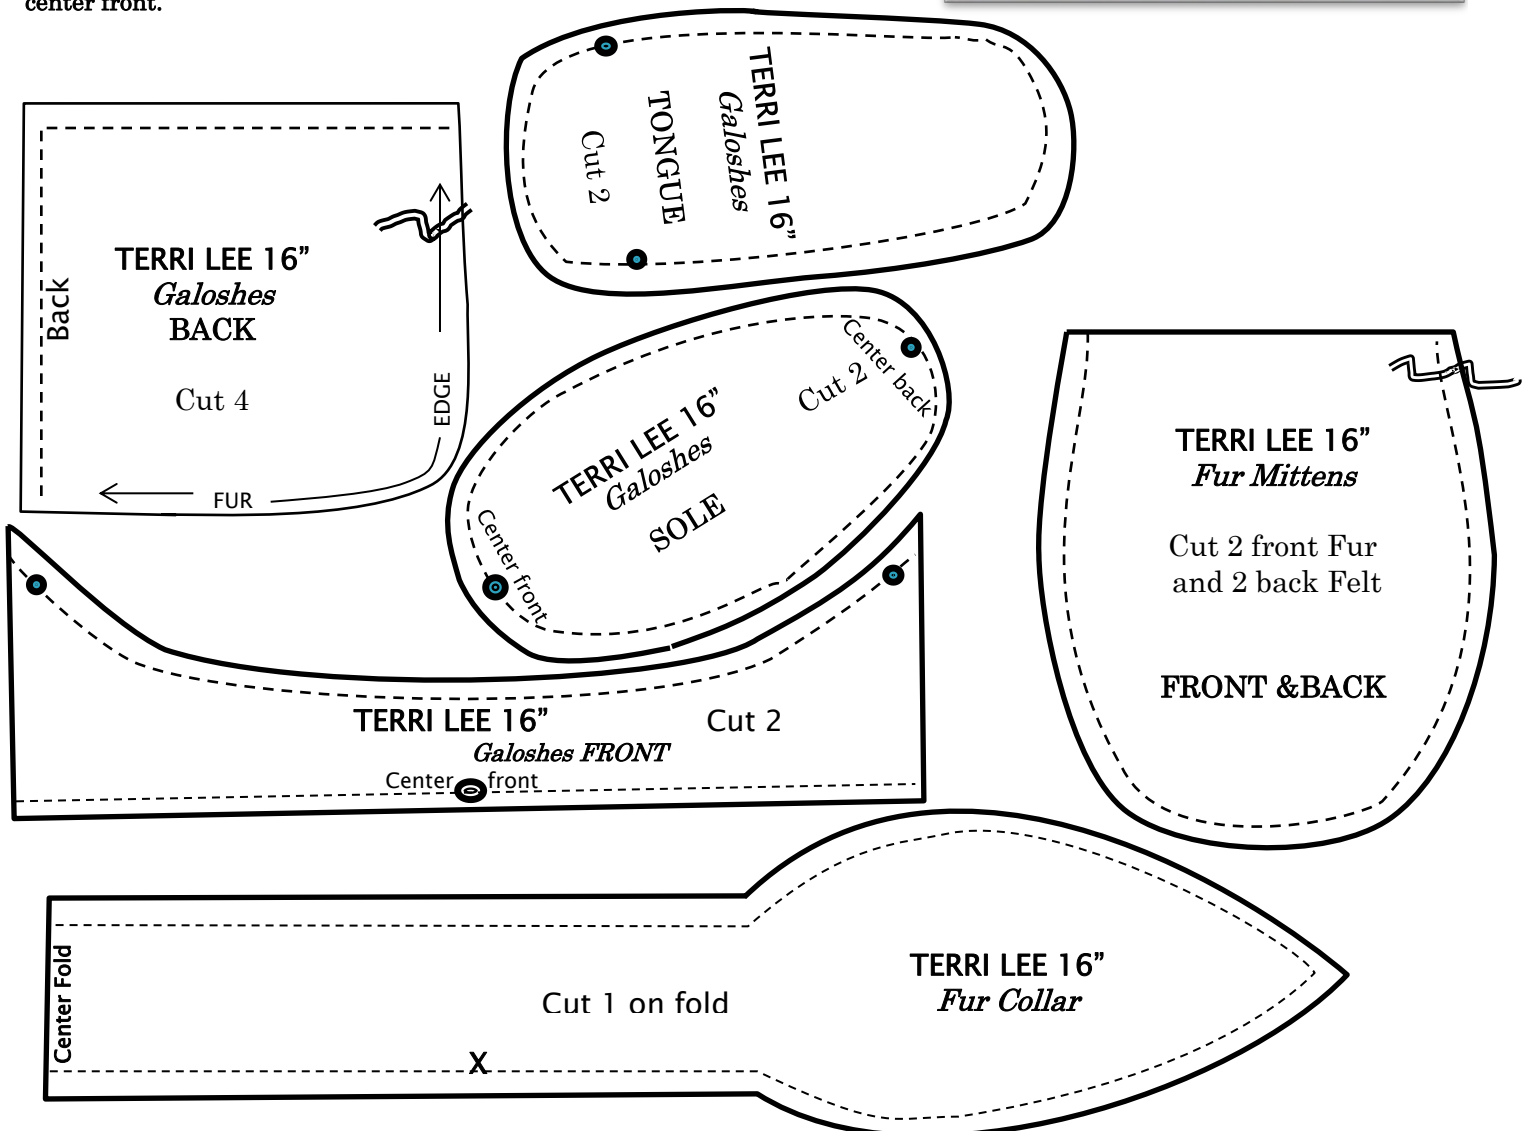 center front.
TERRI LEE 16”
Galoshes
TONGUE
Cut 2
TERRI LEE 16”
Galoshes
BACK
Cut 4
Back
EDGE
FUR
Center back
Cut 2
TERRI LEE 16”
Galoshes
SOLE
Center front
TERRI LEE 16”
Fur Mittens
Cut 2 front Fur
and 2 back Felt
FRONT &BACK
TERRI LEE 16”
Cut 2
Galoshes FRONT
Center front
Center Fold
TERRI LEE 16”
Fur Collar
Cut 1 on fold
X